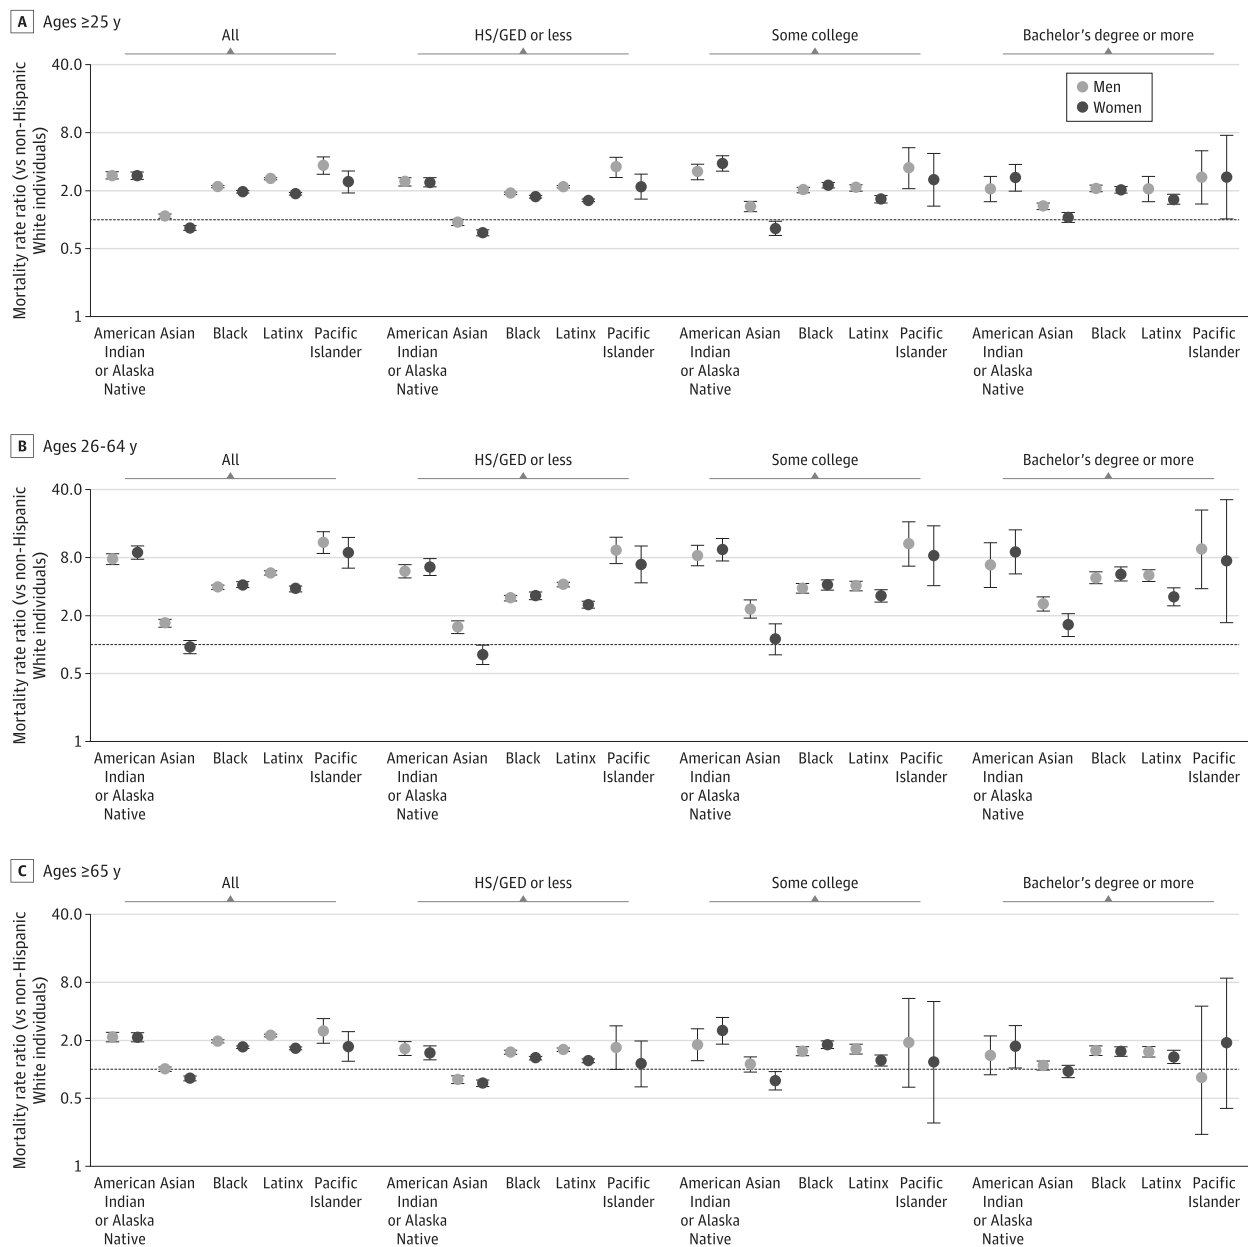 A Ages ≥25 y
All
HS/GED or less
Some college
Bachelor's degree or more
Mortality rate ratio (vs non-Hispanic
White individuals)
40.0
8.0
2.0
0.5
1
Men
Women
American Asian Black Latinx Pacific American Asian Black Latinx Pacific American Asian Black Latinx Pacific American Asian Black Latinx Pacific
Indian Islander Indian Islander Indian Islander Indian Islander
or Alaska or Alaska or Alaska or Alaska
Native Native Native Native
B Ages 26-64 y
All
HS/GED or less
Some college
Bachelor's degree or more
Mortality rate ratio (vs non-Hispanic
White individuals)
40.0
8.0
2.0
0.5
1
American Asian Black Latinx Pacific American Asian Black Latinx Pacific American Asian Black Latinx Pacific American Asian Black Latinx Pacific
Indian Islander Indian Islander Indian Islander Indian Islander
or Alaska or Alaska or Alaska or Alaska
Native Native Native Native
C Ages ≥65 y
All
HS/GED or less
Some college
Bachelor's degree or more
Mortality rate ratio (vs non-Hispanic
White individuals)
40.0
8.0
2.0
0.5
1
American Asian Black Latinx Pacific American Asian Black Latinx Pacific American Asian Black Latinx Pacific American Asian Black Latinx Pacific
Indian Islander Indian Islander Indian Islander Indian Islander
or Alaska or Alaska or Alaska or Alaska
Native Native Native Native